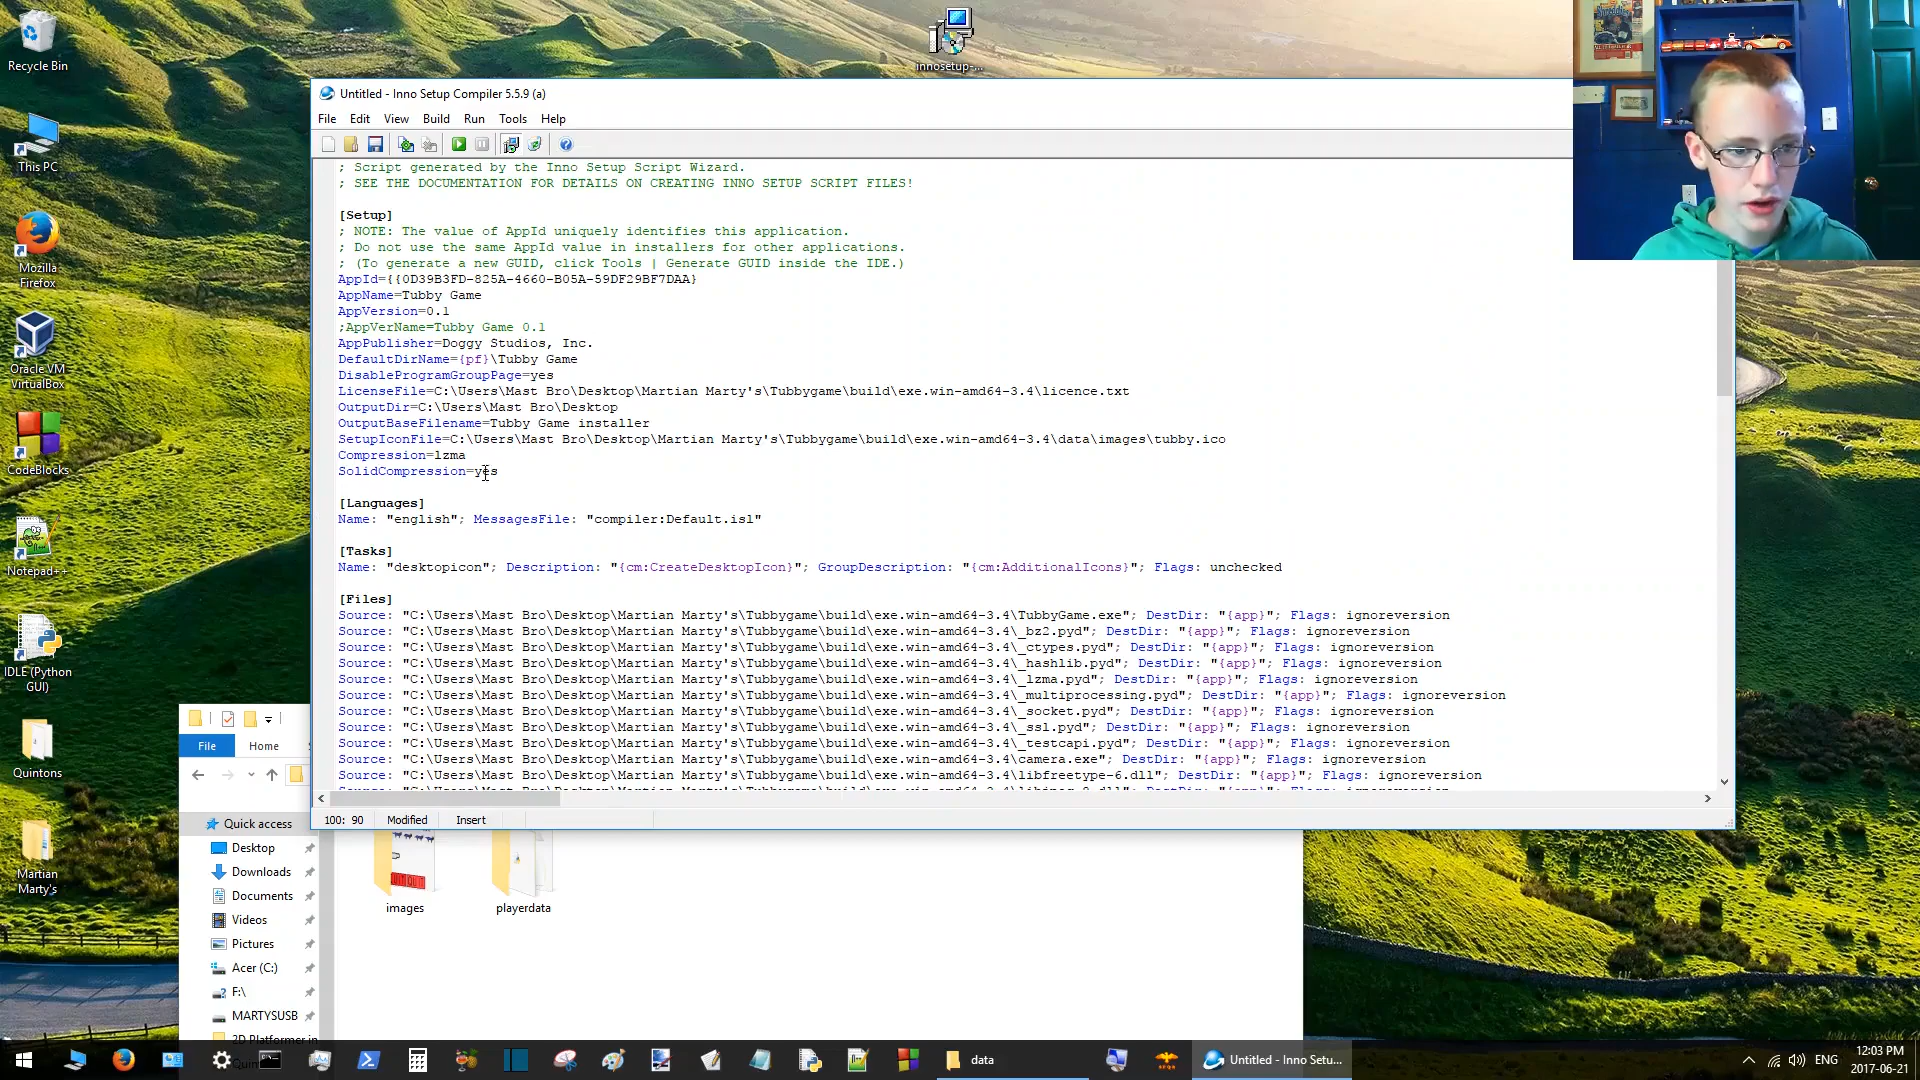 Recycle Bin
innosetup-...
This PC
Mozilla
Firefox
Oracle VM
VirtualBox
CodeBlocks
Notepad++
IDLE (Python
GUI)
Quintons
Martian
Marty's
Untitled - Inno Setup Compiler 5.5.9 (a)
File Edit View Build Run Tools Help
; Script generated by the Inno Setup Script Wizard.
; SEE THE DOCUMENTATION FOR DETAILS ON CREATING INNO SETUP SCRIPT FILES!
[Setup]
; NOTE: The value of AppId uniquely identifies this application.
; Do not use the same AppId value in installers for other applications.
; (To generate a new GUID, click Tools | Generate GUID inside the IDE.)
AppId={{0D39B3FD-825A-4660-B05A-59DF29BF7DAA}
AppName=Tubby Game
AppVersion=0.1
;AppVerName=Tubby Game 0.1
AppPublisher=Doggy Studios, Inc.
DefaultDirName={pf}\Tubby Game
DisableProgramGroupPage=yes
LicenseFile=C:\Users\Mast Bro\Desktop\Martian Marty's\Tubbygame\build\exe.win-amd64-3.4\licence.txt
OutputDir=C:\Users\Mast Bro\Desktop
OutputBaseFilename=Tubby Game installer
SetupIconFile=C:\Users\Mast Bro\Desktop\Martian Marty's\Tubbygame\build\exe.win-amd64-3.4\data\images\tubby.ico
Compression=lzma
SolidCompression=yes
[Languages]
Name: "english"; MessagesFile: "compiler:Default.isl"
[Tasks]
Name: "desktopicon"; Description: "{cm:CreateDesktopIcon}"; GroupDescription: "{cm:AdditionalIcons}"; Flags: unchecked
[Files]
Source: "C:\Users\Mast Bro\Desktop\Martian Marty's\Tubbygame\build\exe.win-amd64-3.4\TubbyGame.exe"; DestDir: "{app}"; Flags: ignoreversion
Source: "C:\Users\Mast Bro\Desktop\Martian Marty's\Tubbygame\build\exe.win-amd64-3.4\_bz2.pyd"; DestDir: "{app}"; Flags: ignoreversion
Source: "C:\Users\Mast Bro\Desktop\Martian Marty's\Tubbygame\build\exe.win-amd64-3.4\_ctypes.pyd"; DestDir: "{app}"; Flags: ignoreversion
Source: "C:\Users\Mast Bro\Desktop\Martian Marty's\Tubbygame\build\exe.win-amd64-3.4\_hashlib.pyd"; DestDir: "{app}"; Flags: ignoreversion
Source: "C:\Users\Mast Bro\Desktop\Martian Marty's\Tubbygame\build\exe.win-amd64-3.4\_lzma.pyd"; DestDir: "{app}"; Flags: ignoreversion
Source: "C:\Users\Mast Bro\Desktop\Martian Marty's\Tubbygame\build\exe.win-amd64-3.4\_multiprocessing.pyd"; DestDir: "{app}"; Flags: ignoreversion
Source: "C:\Users\Mast Bro\Desktop\Martian Marty's\Tubbygame\build\exe.win-amd64-3.4\_socket.pyd"; DestDir: "{app}"; Flags: ignoreversion
Source: "C:\Users\Mast Bro\Desktop\Martian Marty's\Tubbygame\build\exe.win-amd64-3.4\_ssl.pyd"; DestDir: "{app}"; Flags: ignoreversion
Source: "C:\Users\Mast Bro\Desktop\Martian Marty's\Tubbygame\build\exe.win-amd64-3.4\_testcapi.pyd"; DestDir: "{app}"; Flags: ignoreversion
Source: "C:\Users\Mast Bro\Desktop\Martian Marty's\Tubbygame\build\exe.win-amd64-3.4\camera.exe"; DestDir: "{app}"; Flags: ignoreversion
Source: "C:\Users\Mast Bro\Desktop\Martian Marty's\Tubbygame\build\exe.win-amd64-3.4\libfreetype-6.dll"; DestDir: "{app}"; Flags: ignoreversion
100: 90 Modified Insert
File Home
Quick access
Desktop
Downloads
Documents
Videos
Pictures
Acer (C:)
F:\
MARTYSUSB
2D Platformer in
images
playerdata
data
Untitled - Inno Setu...
ENG
12:03 PM
2017-06-21